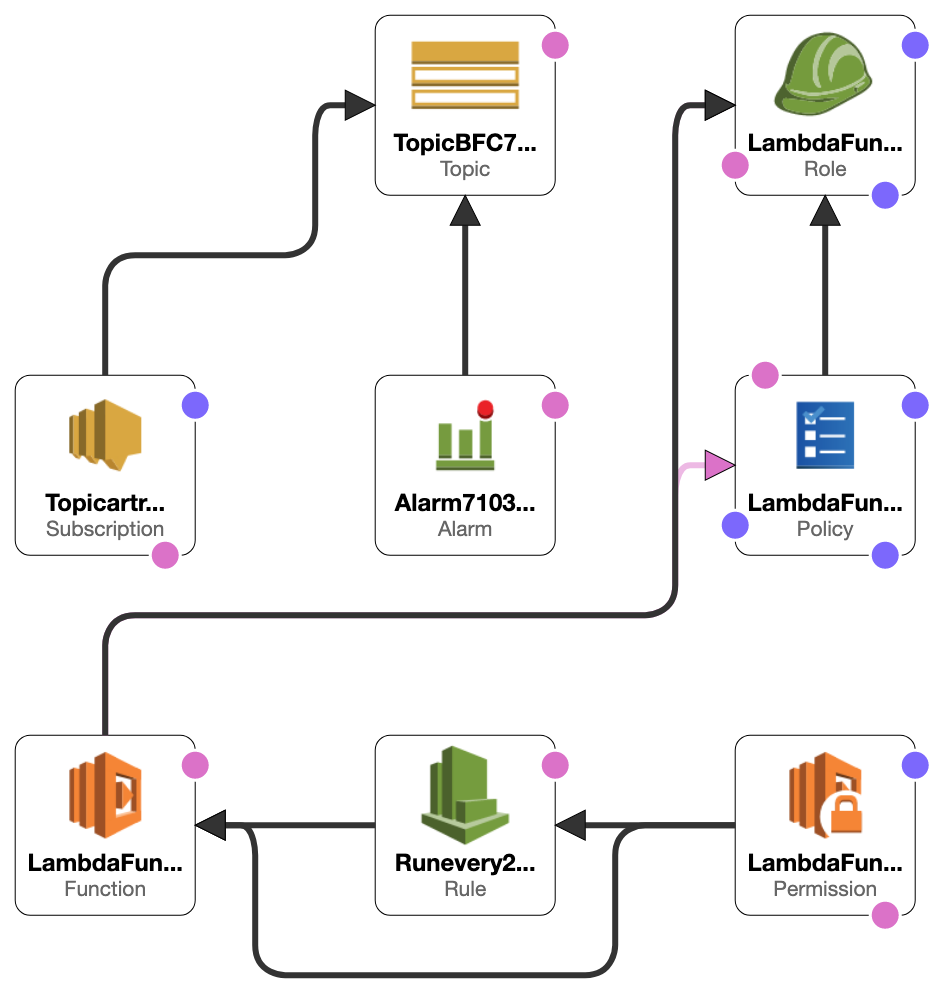 TopicBFC7...
Topic
LambdaFun...
Role
Topicartr...
Subscription
Alarm7103...
Alarm
LambdaFun...
Policy
LambdaFun...
Function
Runevery2...
Rule
LambdaFun...
Permission